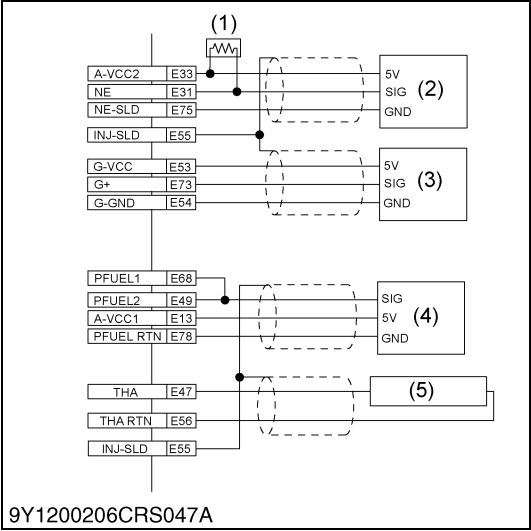 (1)
A-VCC2 E33 5V
NE E31 SIG (2)
NE-SLD E75 GND
INJ-SLD E55
G-VCC E53 5V
G+ E73 SIG (3)
G-GND E54 GND
PFUEL1 E68
PFUEL2 E49 SIG
A-VCC1 E13 5V (4)
PFUEL RTN E78 GND
THA E47 (5)
THA RTN E56
INJ-SLD E55
9Y1200206CRS047A